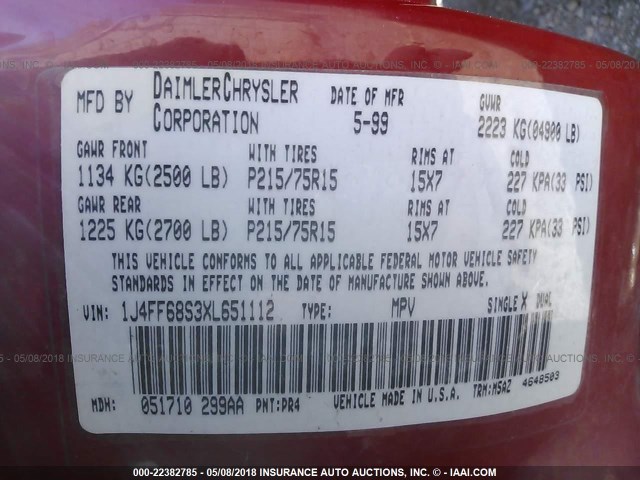 MFD BY DAIMLERCHRYSLER CORPORATION DATE OF MFR 5-99 GVWR 2223 KG(04900 LB)
GAWR FRONT WITH TIRES RIMS AT COLD
1134 KG(2500 LB) P215/75R15 15X7 227 KPA(33 PSI)
GAWR REAR WITH TIRES RIMS AT COLD
1225 KG(2700 LB) P215/75R15 15X7 227 KPA(33 PSI)
THIS VEHICLE CONFORMS TO ALL APPLICABLE FEDERAL MOTOR VEHICLE SAFETY
STANDARDS IN EFFECT ON THE DATE OF MANUFACTURE SHOWN ABOVE.
VIN: 1J4FF68S3XL651112 TYPE: MPV SINGLE X DUAL
MDH: 051710 299AA PNT:PR4 VEHICLE MADE IN U.S.A. TRM:M5AZ 4648503
000-22382785 - 05/08/2018 INSURANCE AUTO AUCTIONS, INC. - © - IAAI.COM